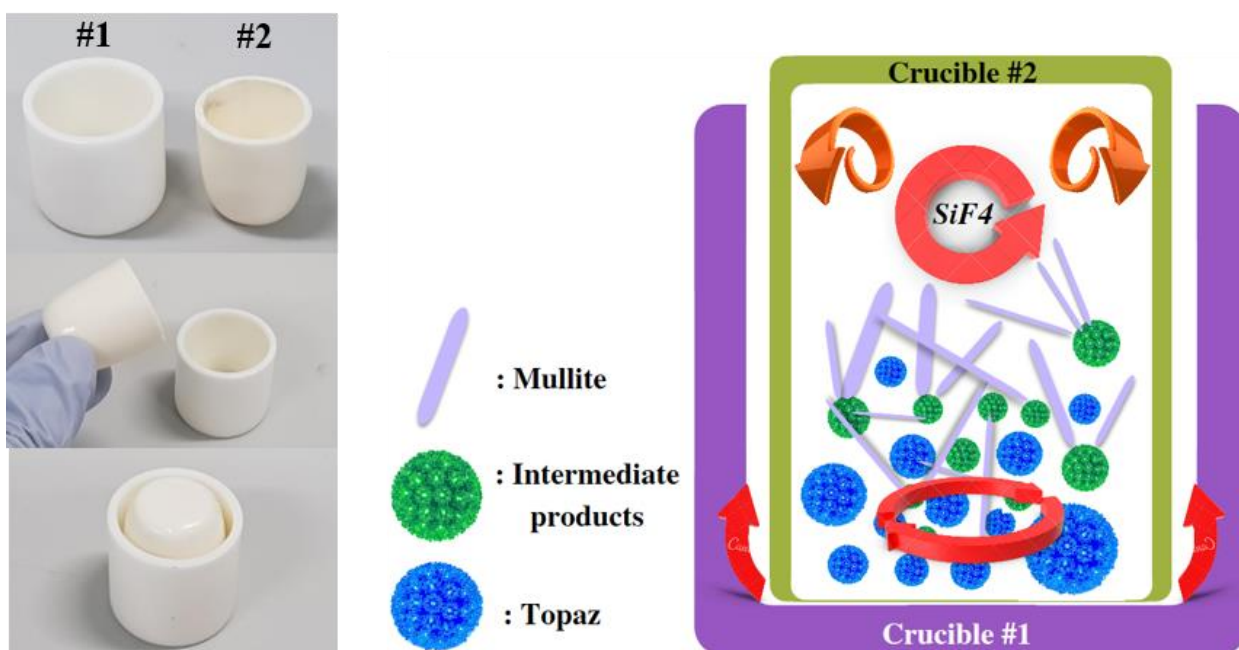 #1
#2
: Mullite
: Intermediate
products
: Topaz
Crucible #2
SiF4
Crucible #1